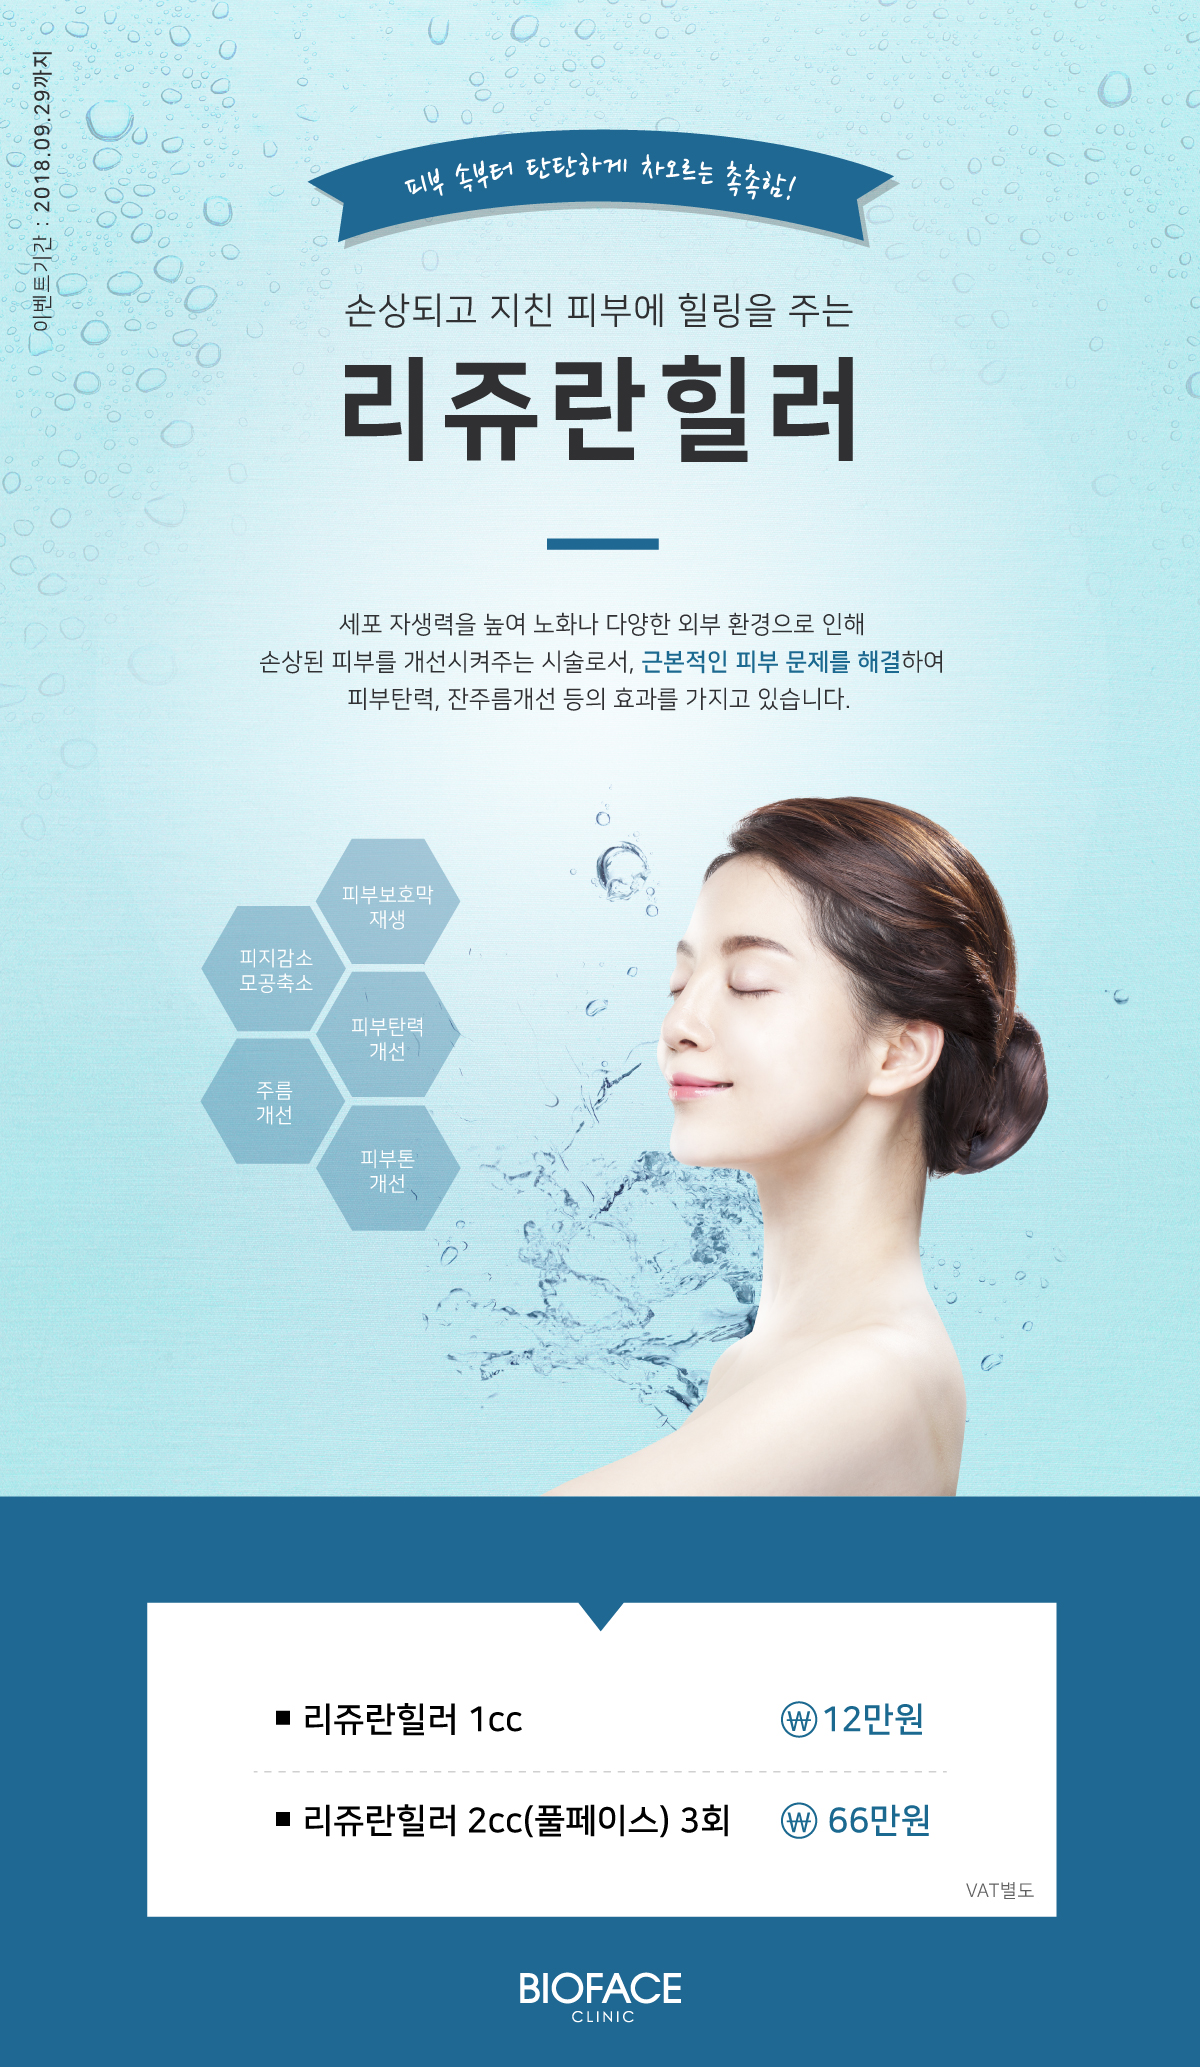 이벤트기간 : 2018.09.29까지
피부 속부터 탄탄하게 차오르는 촉촉함!
손상되고 지친 피부에 힐링을 주는
리쥬란힐러
세포 자생력을 높여 노화나 다양한 외부 환경으로 인해
손상된 피부를 개선시켜주는 시술로서, 근본적인 피부 문제를 해결하여
피부탄력, 잔주름개선 등의 효과를 가지고 있습니다.
피부보호막
재생
피지감소
모공축소
피부탄력
개선
주름
개선
피부톤
개선
■ 리쥬란힐러 1cc ₩ 12만원
■ 리쥬란힐러 2cc(풀페이스) 3회 ₩ 66만원
VAT별도
BIOFACE
CLINIC